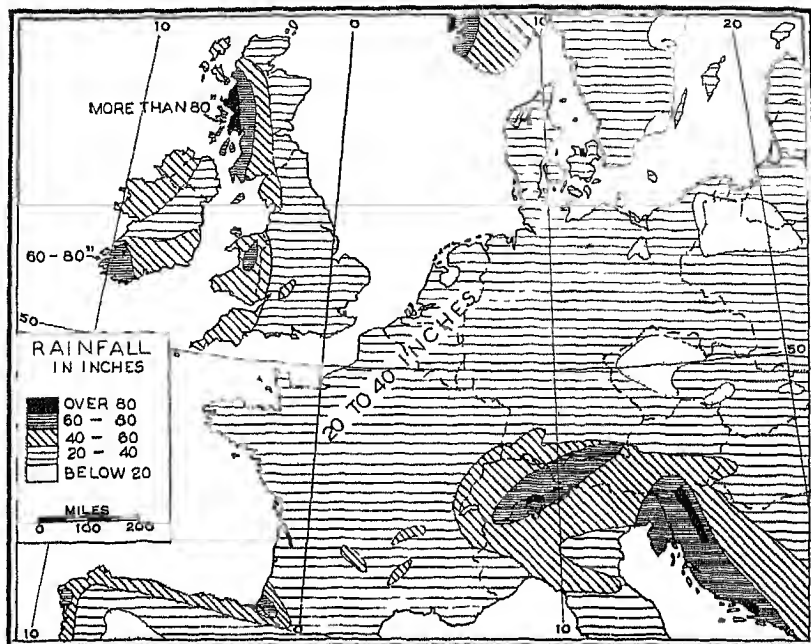 10
0
10
20
MORE THAN 80"
60-80"
50
50
20 TO 40 INCHES
RAINFALL
IN INCHES
OVER 80
60 - 80
40 - 60
20 - 40
BELOW 20
MILES
0 100 200
10
0
10